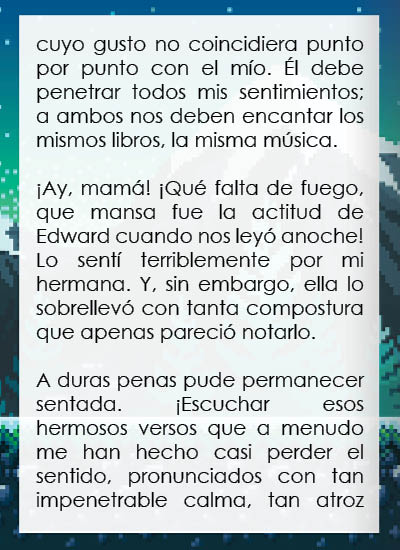 cuyo gusto no coincidiera punto
por punto con el mío. Él debe
penetrar todos mis sentimientos;
a ambos nos deben encantar los
mismos libros, la misma música.
¡Ay, mamá! ¡Qué falta de fuego,
que mansa fue la actitud de
Edward cuando nos leyó anoche!
Lo sentí terriblemente por mi
hermana. Y, sin embargo, ella lo
sobrellevó con tanta compostura
que apenas pareció notarlo.
A duras penas pude permanecer
sentada. ¡Escuchar esos
hermosos versos que a menudo
me han hecho casi perder el
sentido, pronunciados con tan
impenetrable calma, tan atroz